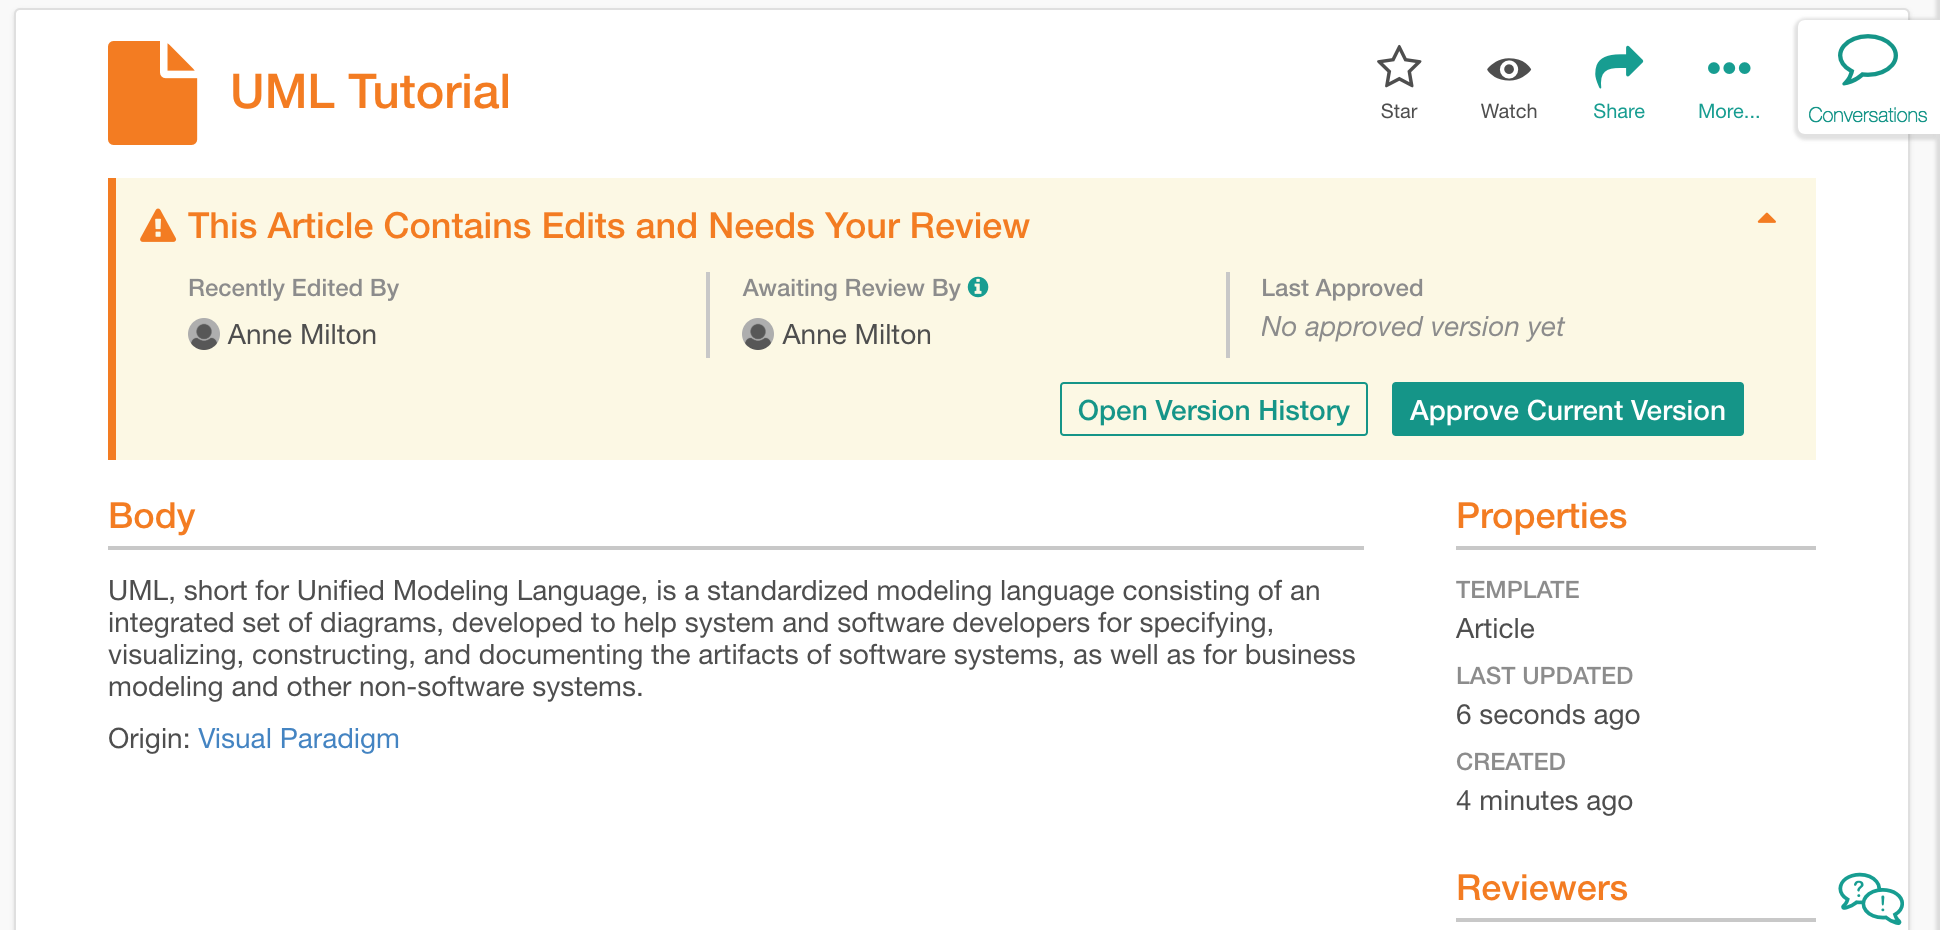 UML Tutorial
Star
Watch
Share
More...
Conversations
This Article Contains Edits and Needs Your Review
Recently Edited By
Anne Milton
Awaiting Review By
Anne Milton
Last Approved
No approved version yet
Open Version History
Approve Current Version
Body
UML, short for Unified Modeling Language, is a standardized modeling language consisting of an
integrated set of diagrams, developed to help system and software developers for specifying,
visualizing, constructing, and documenting the artifacts of software systems, as well as for business
modeling and other non-software systems.
Origin: Visual Paradigm
Properties
TEMPLATE
Article
LAST UPDATED
6 seconds ago
CREATED
4 minutes ago
Reviewers